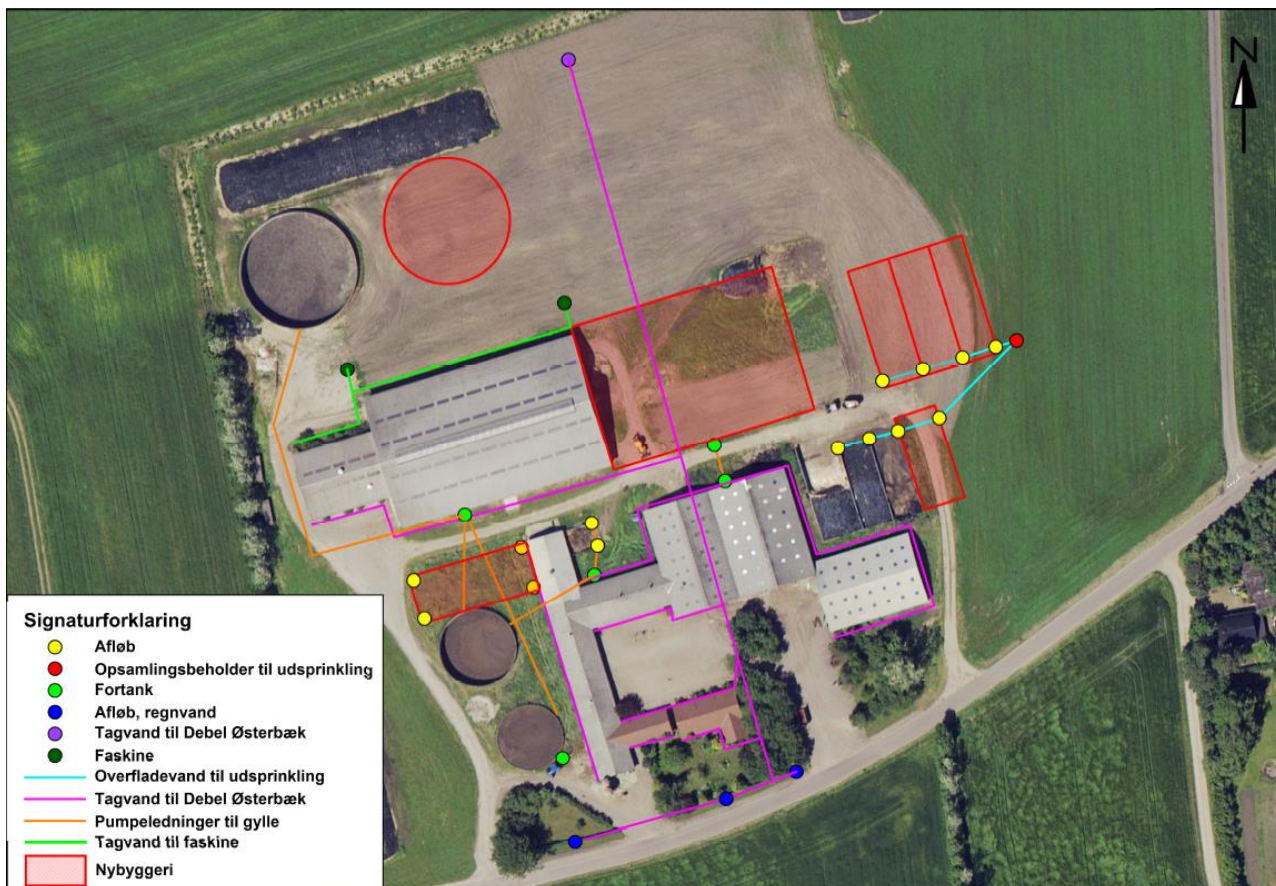 N
Signaturforklaring
Afløb
Opsamlingsbeholder til udsprinkling
Fortank
Afløb, regnvand
Tagvand til Debel Østerbæk
Faskine
Overfladevand til udsprinkling
Tagvand til Debel Østerbæk
Pumpeledninger til gylle
Tagvand til faskine
Nybyggeri